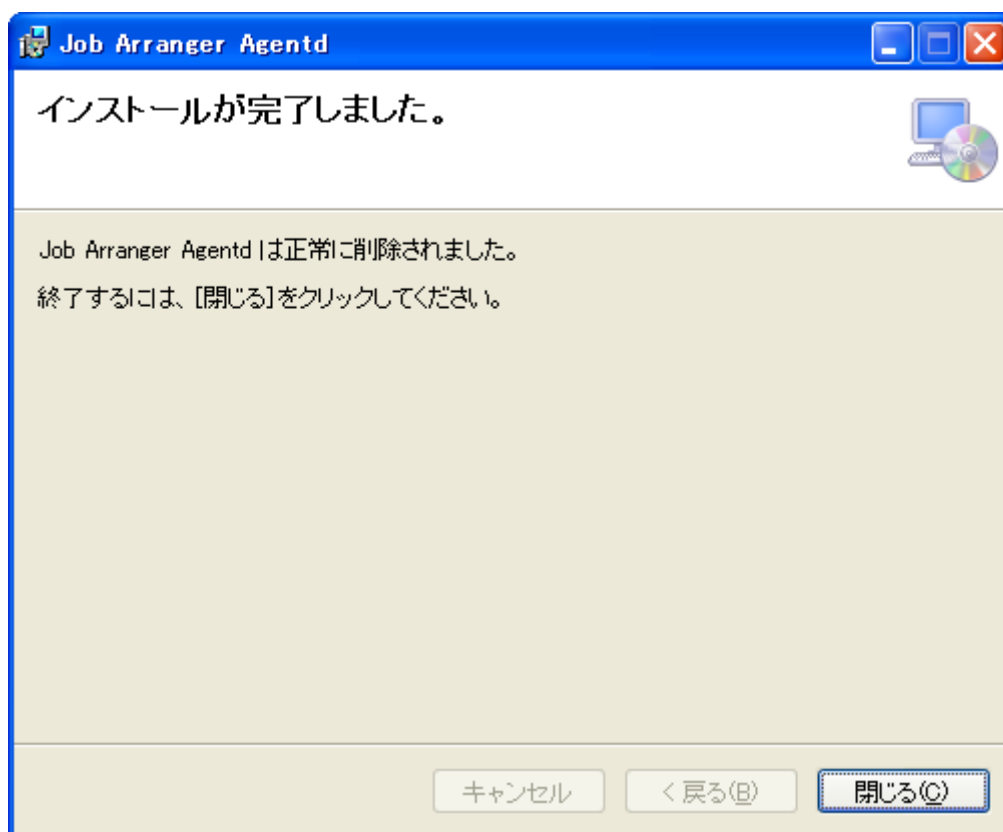 Job Arranger Agentd
インストールが完了しました。
Job Arranger Agentd は正常に削除されました。
終了するには、[閉じる]をクリックしてください。
キャンセル
< 戻る(B)
閉じる(C)